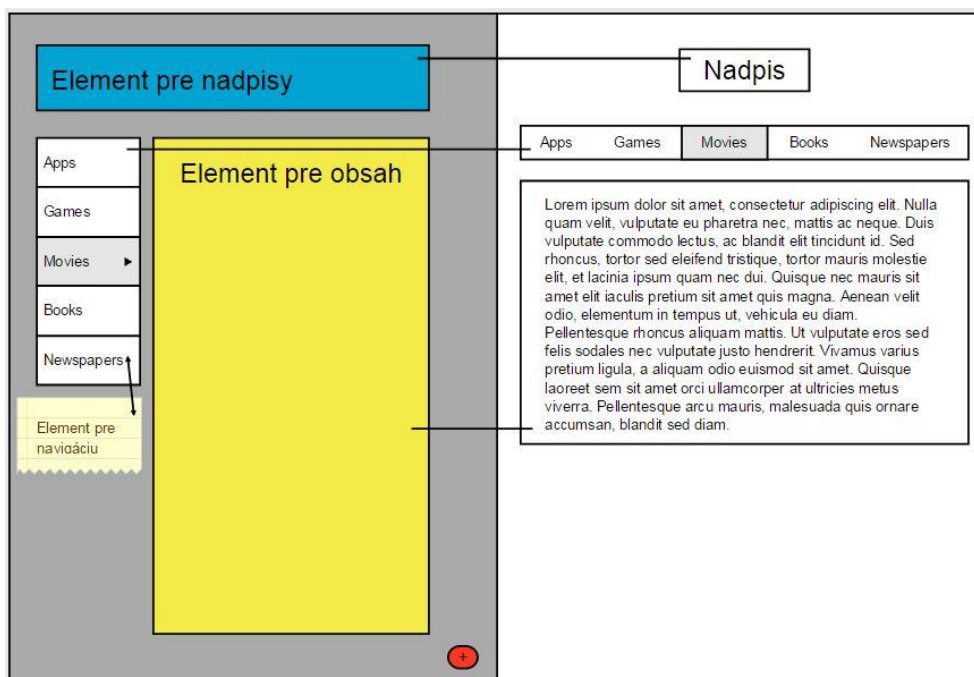 Element pre nadpisy
Apps
Games
Movies
Books
Newspapers
Element pre
navigáciu
Element pre obsah
+
Nadpis
Apps Games Movies Books Newspapers
Lorem ipsum dolor sit amet, consectetur adipiscing elit. Nulla
quam velit, vulputate eu pharetra nec, mattis ac neque. Duis
vulputate commodo lectus, ac blandit elit tincidunt id. Sed
rhoncus, tortor sed eleifend tristique, tortor mauris molestie
elit, et lacinia ipsum quam nec dui. Quisque nec mauris sit
amet elit iaculis pretium sit amet quis magna. Aenean velit
odio, elementum in tempus ut, vehicula eu diam.
Pellentesque rhoncus aliquam mattis. Ut vulputate eros sed
felis sodales nec vulputate justo hendrerit. Vivamus varius
pretium ligula, a aliquam odio euismod sit amet. Quisque
laoreet sem sit amet orci ullamcorper at ultricies metus
viverra. Pellentesque arcu mauris, malesuada quis ornare
accumsan, blandit sed diam.